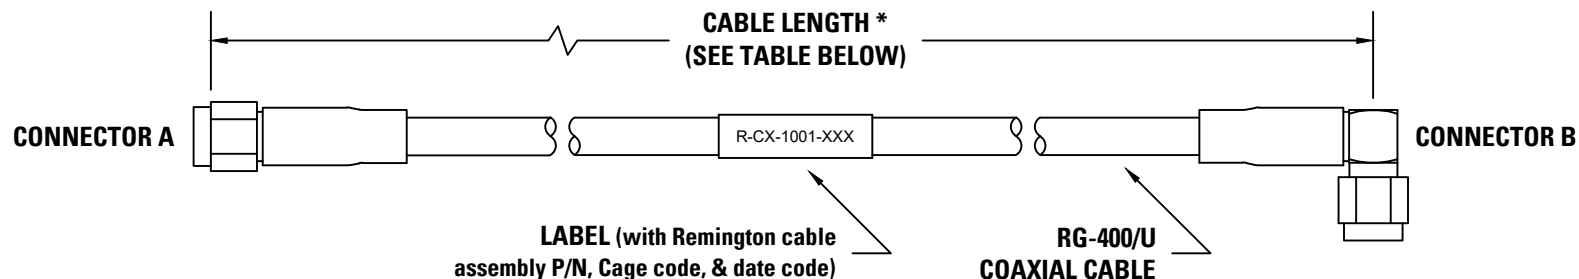 CABLE LENGTH *
(SEE TABLE BELOW)
CONNECTOR A
R-CX-1001-XXX
CONNECTOR B
LABEL (with Remington cable
assembly P/N, Cage code, & date code)
RG-400/U
COAXIAL CABLE